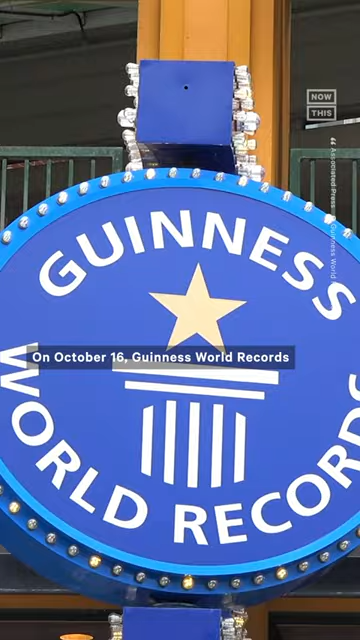 NOW
THIS
Associated Press
Guinness World
GUINNESS
On October 16, Guinness World Records
WORLD RECORDS